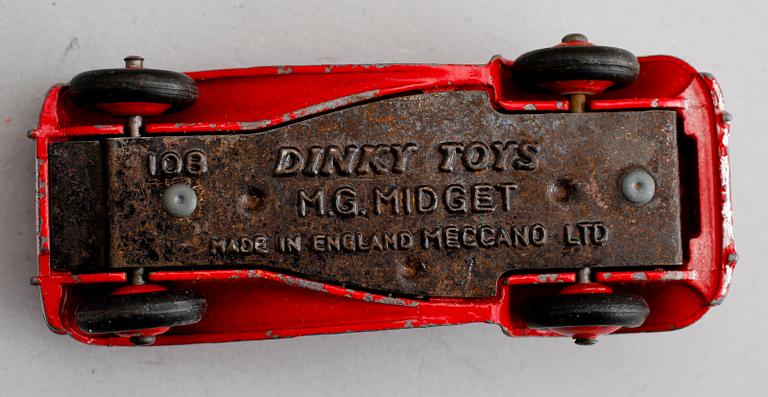 108 DINKY TOYS
M.G. MIDGET
MADE IN ENGLAND MECCANO LTD